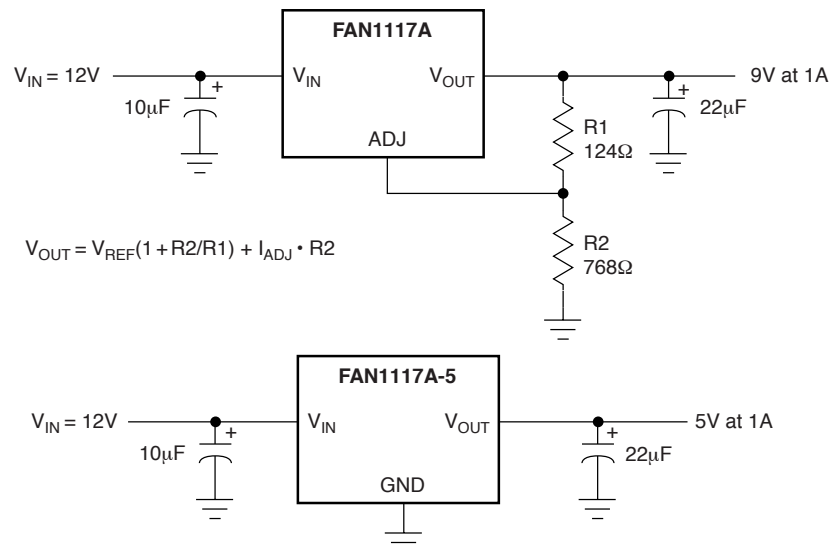 FAN1117A
V_IN = 12V
V_IN
V_OUT
9V at 1A
10μF
+
+
22μF
ADJ
R1
124Ω
V_OUT = V_REF(1 + R2/R1) + I_ADJ • R2
R2
768Ω
FAN1117A-5
V_IN = 12V
V_IN
V_OUT
5V at 1A
10μF
+
+
22μF
GND